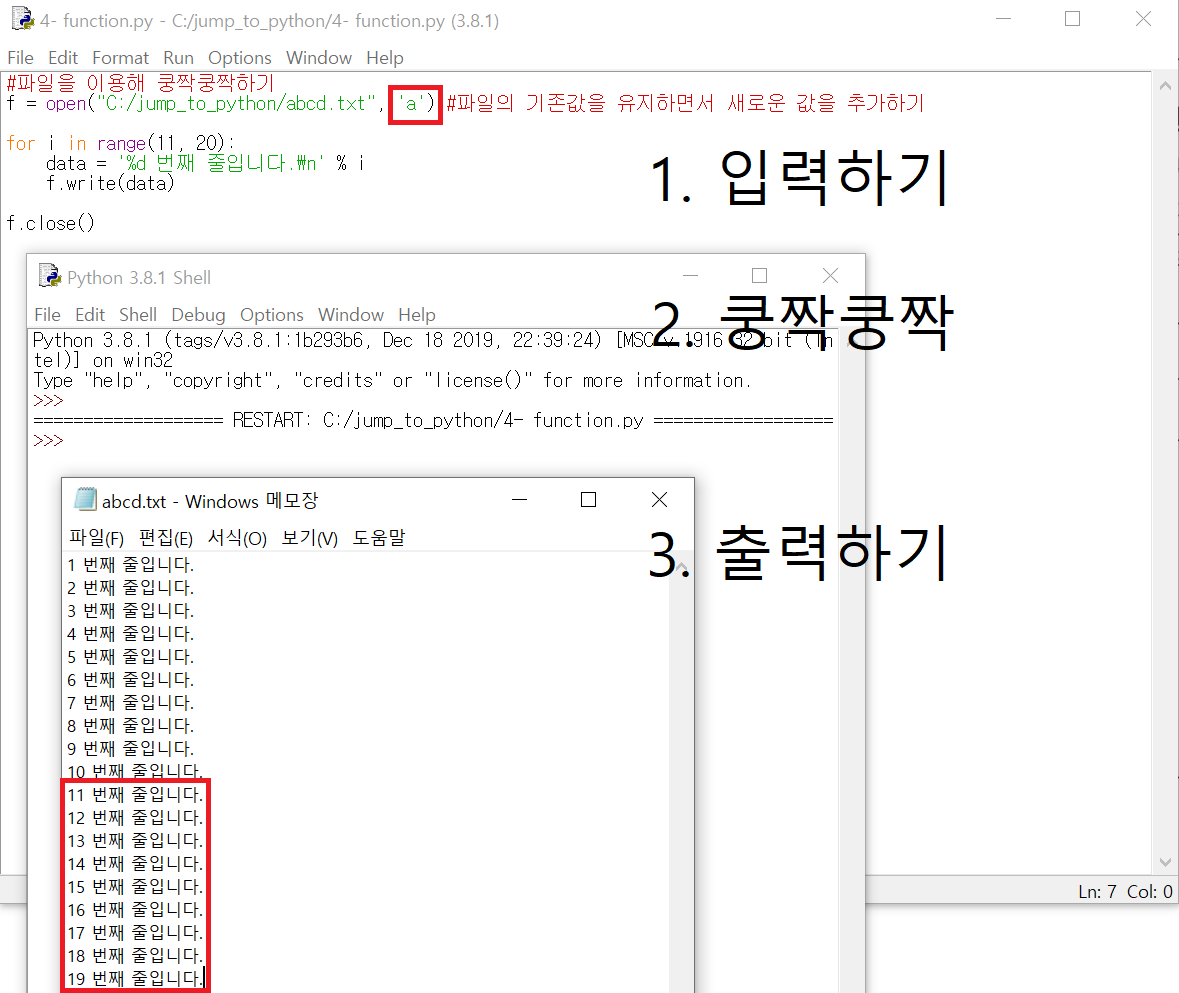 4- function.py - C:/jump_to_python/4- function.py (3.8.1)
File Edit Format Run Options Window Help
#파일을 이용해 쿵짝쿵짝하기
f = open("C:/jump_to_python/abcd.txt", 'a') #파일의 기존값을 유지하면서 새로운 값을 추가하기
for i in range(11, 20):
data = '%d 번째 줄입니다.₩n' % i
f.write(data)
f.close()
1. 입력하기
Python 3.8.1 Shell
File Edit Shell Debug Options Window Help
2. 쿵짝쿵짝
Python 3.8.1 (tags/v3.8.1:1b293b6, Dec 18 2019, 22:39:24) [MSC v.1916 32 bit (In
tel)] on win32
Type "help", "copyright", "credits" or "license()" for more information.
>>>
=================== RESTART: C:/jump_to_python/4- function.py ==================
>>>
abcd.txt - Windows 메모장
파일(F) 편집(E) 서식(O) 보기(V) 도움말
3. 출력하기
1 번째 줄입니다.
2 번째 줄입니다.
3 번째 줄입니다.
4 번째 줄입니다.
5 번째 줄입니다.
6 번째 줄입니다.
7 번째 줄입니다.
8 번째 줄입니다.
9 번째 줄입니다.
10 번째 줄입니다.
11 번째 줄입니다.
12 번째 줄입니다.
13 번째 줄입니다.
14 번째 줄입니다.
15 번째 줄입니다.
16 번째 줄입니다.
17 번째 줄입니다.
18 번째 줄입니다.
19 번째 줄입니다.
Ln: 7 Col: 0